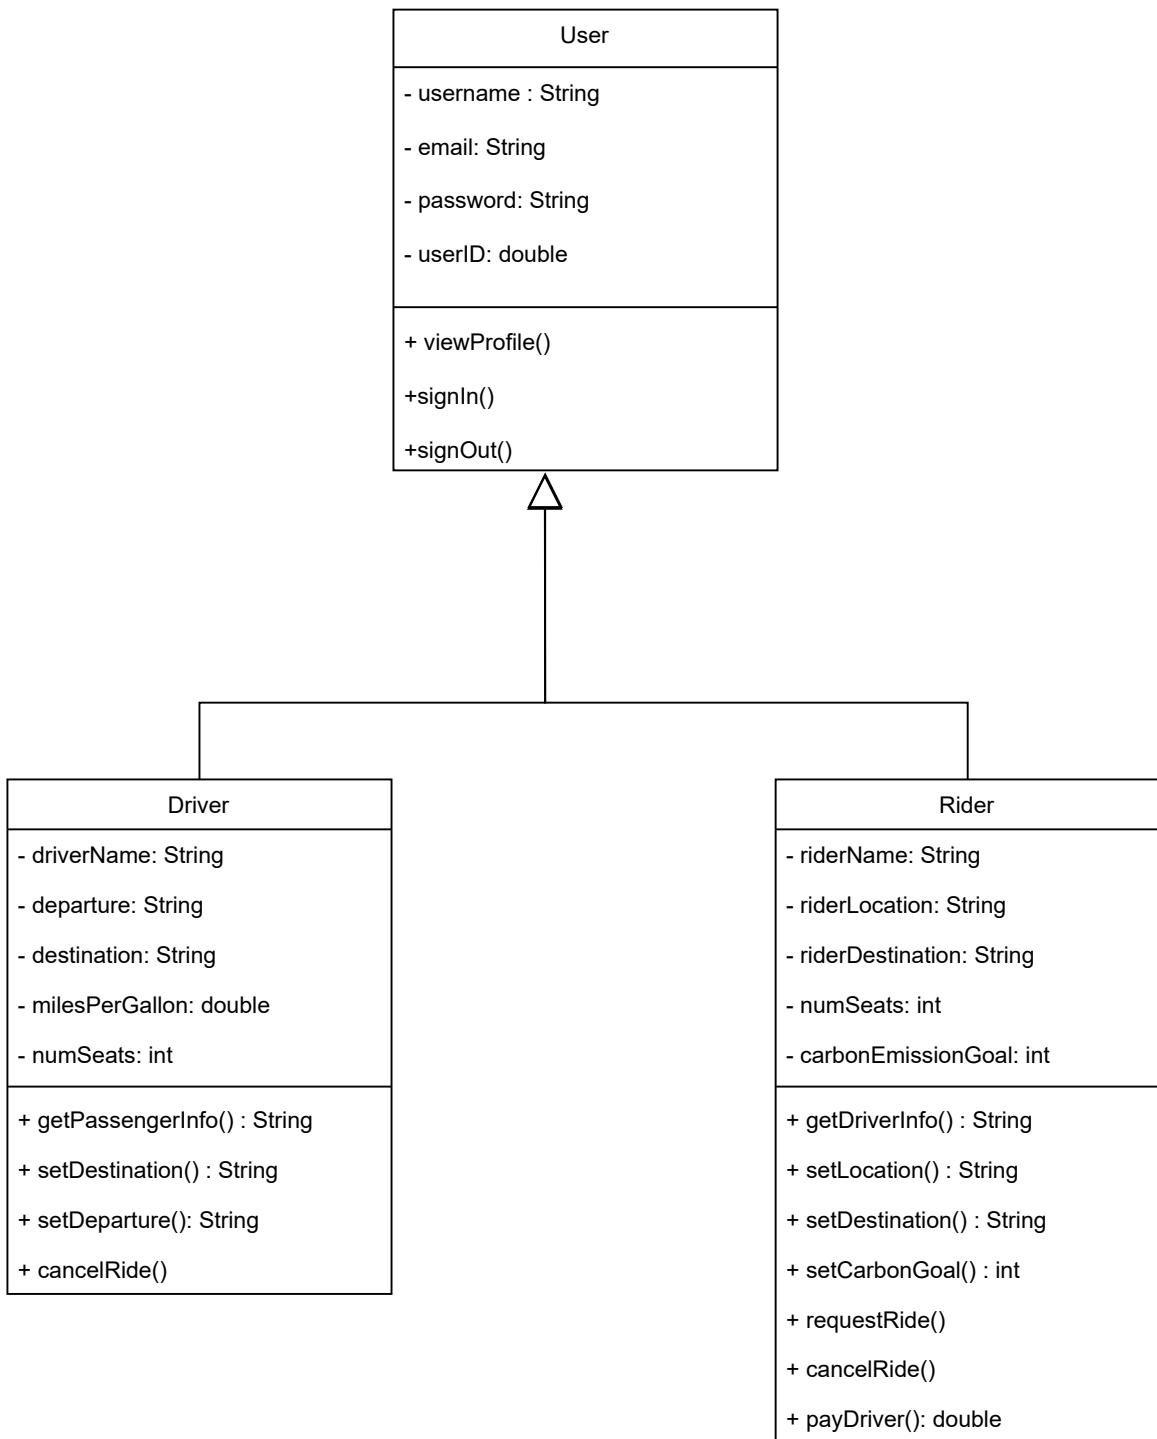 User
- username : String
- email: String
- password: String
- userID: double
+ viewProfile()
+signIn()
+signOut()
Driver
- driverName: String
- departure: String
- destination: String
- milesPerGallon: double
- numSeats: int
+ getPassengerInfo() : String
+ setDestination() : String
+ setDeparture(): String
+ cancelRide()
Rider
- riderName: String
- riderLocation: String
- riderDestination: String
- numSeats: int
- carbonEmissionGoal: int
+ getDriverInfo() : String
+ setLocation() : String
+ setDestination() : String
+ setCarbonGoal() : int
+ requestRide()
+ cancelRide()
+ payDriver(): double